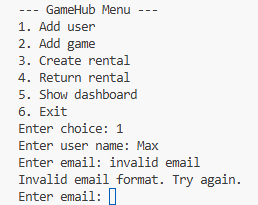 --- GameHub Menu ---
1. Add user
2. Add game
3. Create rental
4. Return rental
5. Show dashboard
6. Exit
Enter choice: 1
Enter user name: Max
Enter email: invalid email
Invalid email format. Try again.
Enter email: